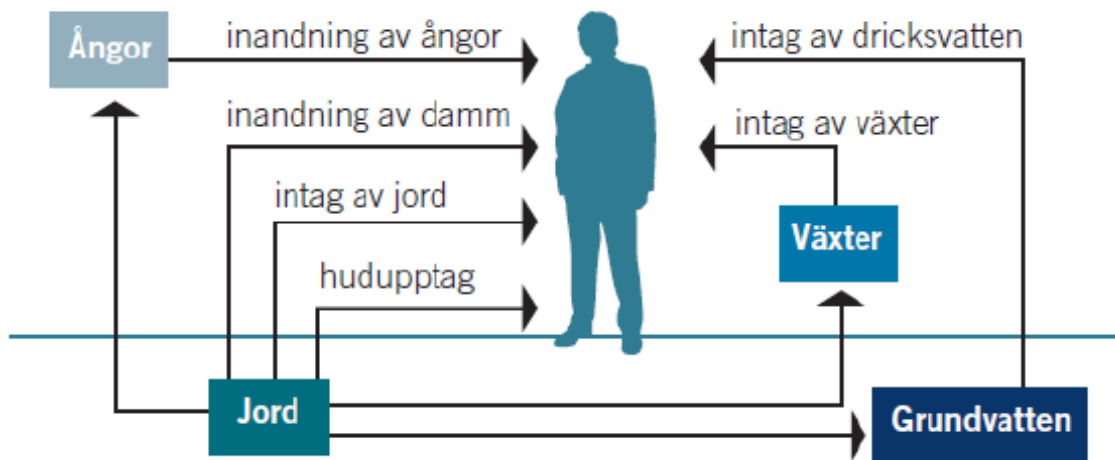 Ångor
inandning av ångor
intag av dricksvatten
inandning av damm
intag av växter
intag av jord
Växter
hudupptag
Jord
Grundvatten